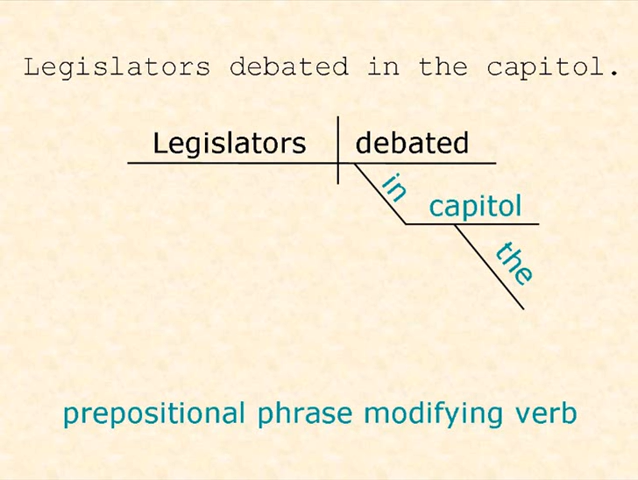 Legislators debated in the capitol.
Legislators debated
in
capitol
the
prepositional phrase modifying verb